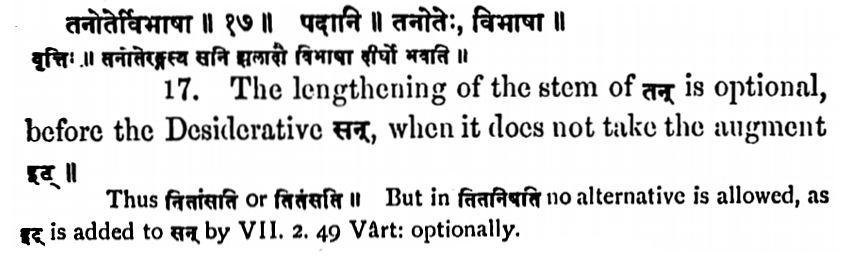 तनोतेर्विभाषा ॥ १७ ॥ पदानि ॥ तनोतेः, विभाषा ॥
वृत्तिः ॥ तनोतेरङ्गस्य सनि झलादौ विभाषा दीर्घो भवति ॥
17. The lengthening of the stem of तन् is optional,
before the Desiderative सन्, when it does not take the augment
इट् ॥
Thus तितांसति or तितंसति ॥ But in तितनिषति no alternative is allowed, as
इट् is added to सन् by VII. 2. 49 Vârt: optionally.